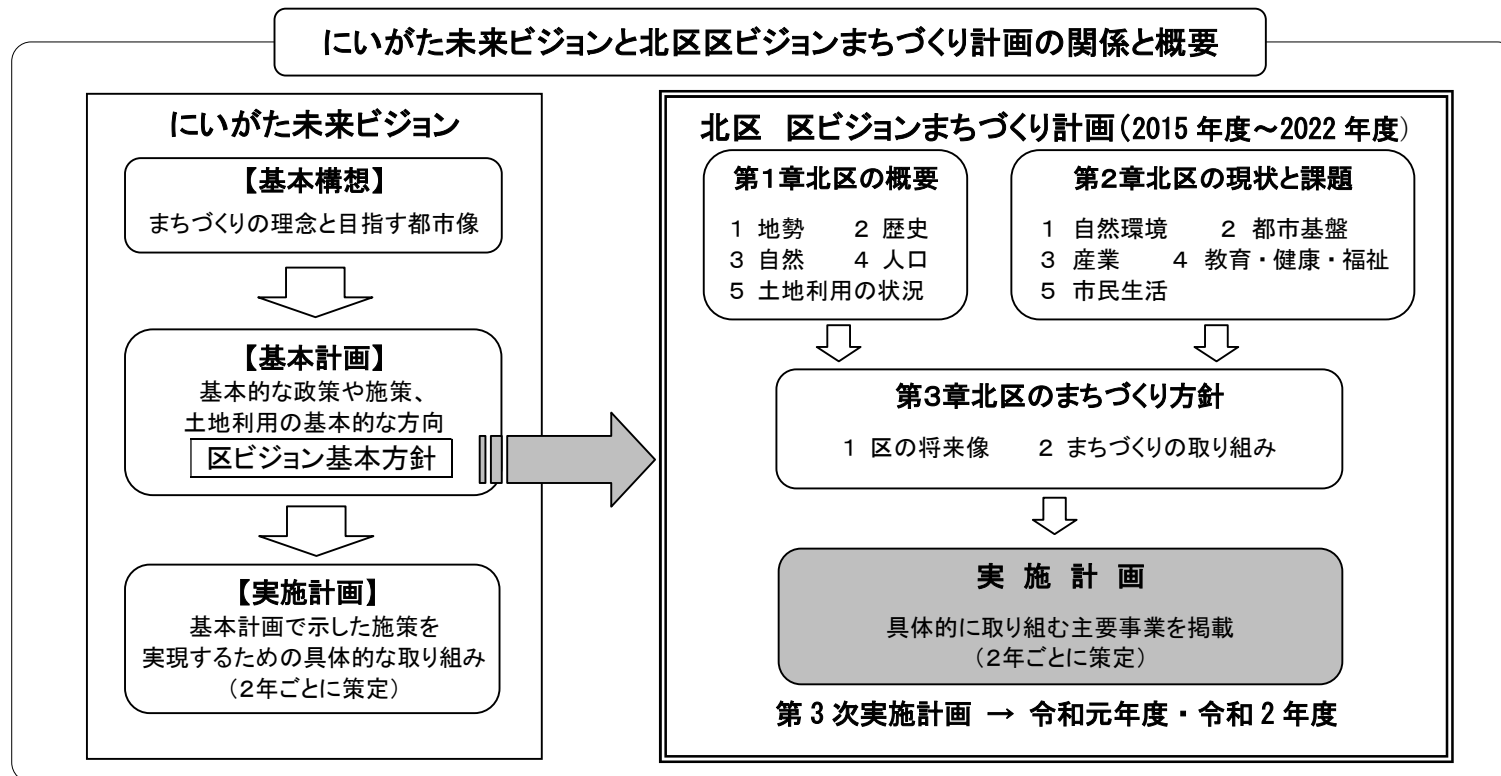 にいがた未来ビジョンと北区区ビジョンまちづくり計画の関係と概要
にいがた未来ビジョン
【基本構想】
まちづくりの理念と目指す都市像
【基本計画】
基本的な政策や施策、
土地利用の基本的な方向
区ビジョン基本方針
【実施計画】
基本計画で示した施策を
実現するための具体的な取り組み
（２年ごとに策定）
北区　区ビジョンまちづくり計画（2015 年度～2022 年度）
第１章北区の概要
１ 地勢　２ 歴史
３ 自然　４ 人口
５ 土地利用の状況
第２章北区の現状と課題
１ 自然環境　２ 都市基盤
３ 産業　４ 教育・健康・福祉
５ 市民生活
第３章北区のまちづくり方針
１ 区の将来像　２ まちづくりの取り組み
実 施 計 画
具体的に取り組む主要事業を掲載
（２年ごとに策定）
第 3 次実施計画 → 令和元年度・令和 2 年度